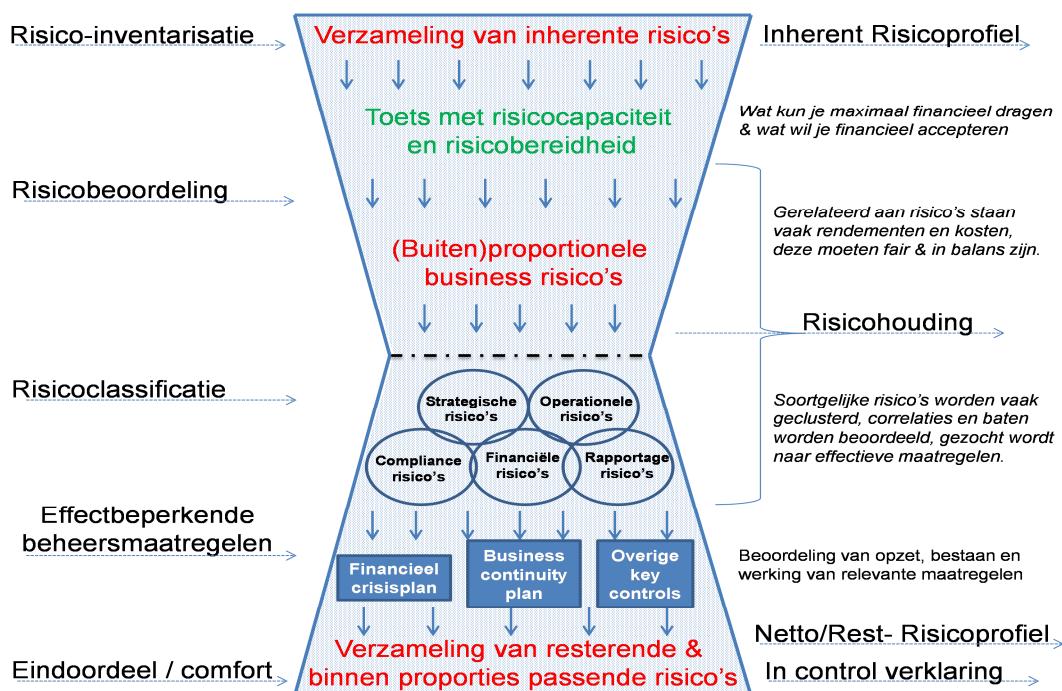 Risico-inventarisatie
Verzameling van inherente risico's
Inherent Risicoprofiel
Toets met risicocapaciteit
en risicobereidheid
Wat kun je maximaal financieel dragen
& wat wil je financieel accepteren
Risicobeoordeling
Gerelateerd aan risico's staan
vaak rendementen en kosten,
deze moeten fair & in balans zijn.
(Buiten)proportionele
business risico's
Risicohouding
Risicoclassificatie
Strategische
risico's
Operationele
risico's
Compliance
risico's
Financiële
risico's
Rapportage
risico's
Soortgelijke risico's worden vaak
geclusterd, correlaties en baten
worden beoordeeld, gezocht wordt
naar effectieve maatregelen.
Effectbeperkende
beheersmaatregelen
Financieel
crisisplan
Business
continuity
plan
Overige
key
controls
Beoordeling van opzet, bestaan en
werking van relevante maatregelen
Eindoordeel / comfort
Verzameling van resterende &
binnen proporties passende risico's
Netto/Rest- Risicoprofiel
In control verklaring